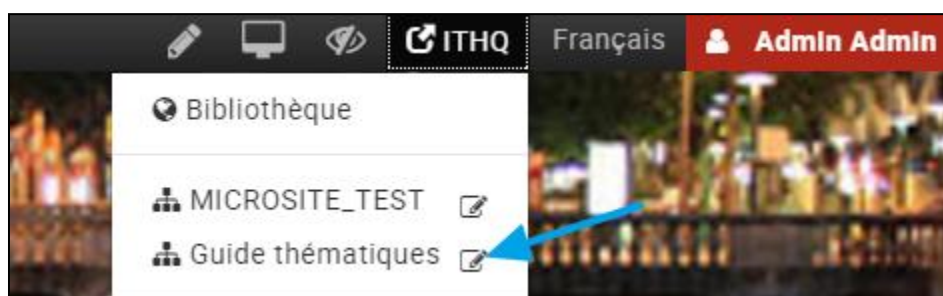 ITHQ Français Admin Admin
Bibliothèque
MICROSITE_TEST
Guide thématiques